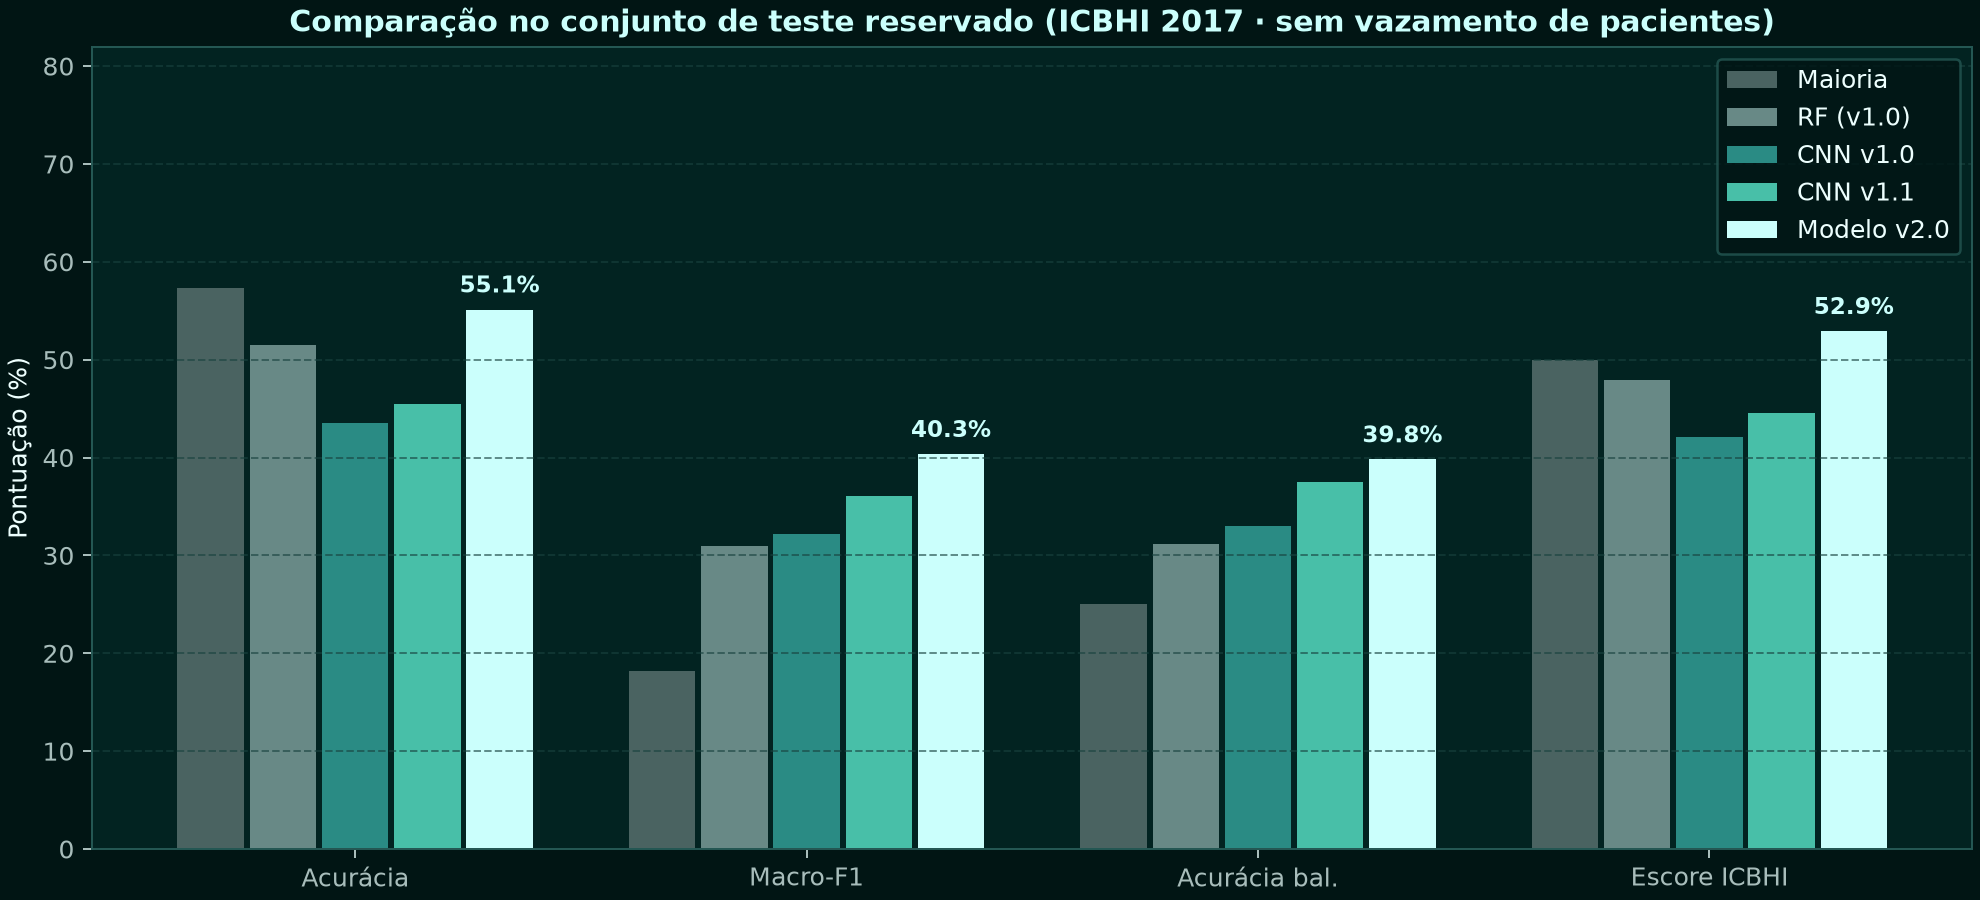 Comparação no conjunto de teste reservado (ICBHI 2017 · sem vazamento de pacientes)
Pontuação (%)
80
70
60
50
40
30
20
10
0
Maioria
RF (v1.0)
CNN v1.0
CNN v1.1
Modelo v2.0
55.1%
40.3%
39.8%
52.9%
Acurácia
Macro-F1
Acurácia bal.
Escore ICBHI